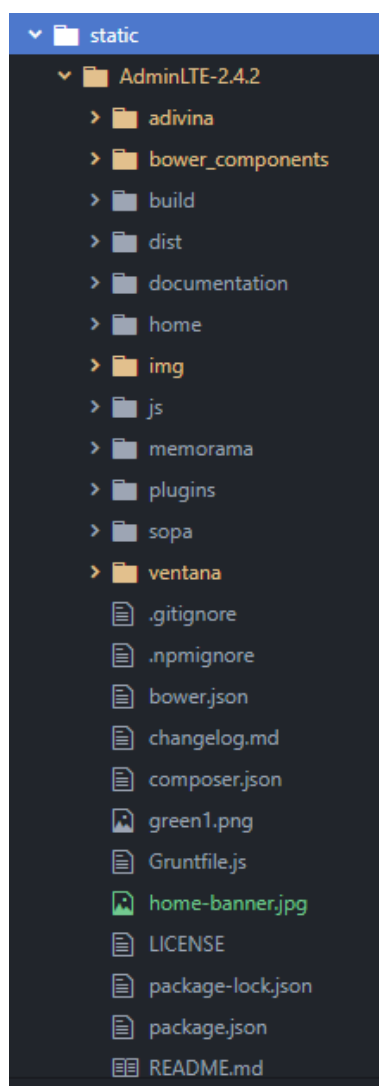 static
AdminLTE-2.4.2
adivina
bower_components
build
dist
documentation
home
img
js
memorama
plugins
sopa
ventana
.gitignore
.npmignore
bower.json
changelog.md
composer.json
green1.png
Gruntfile.js
home-banner.jpg
LICENSE
package-lock.json
package.json
README.md